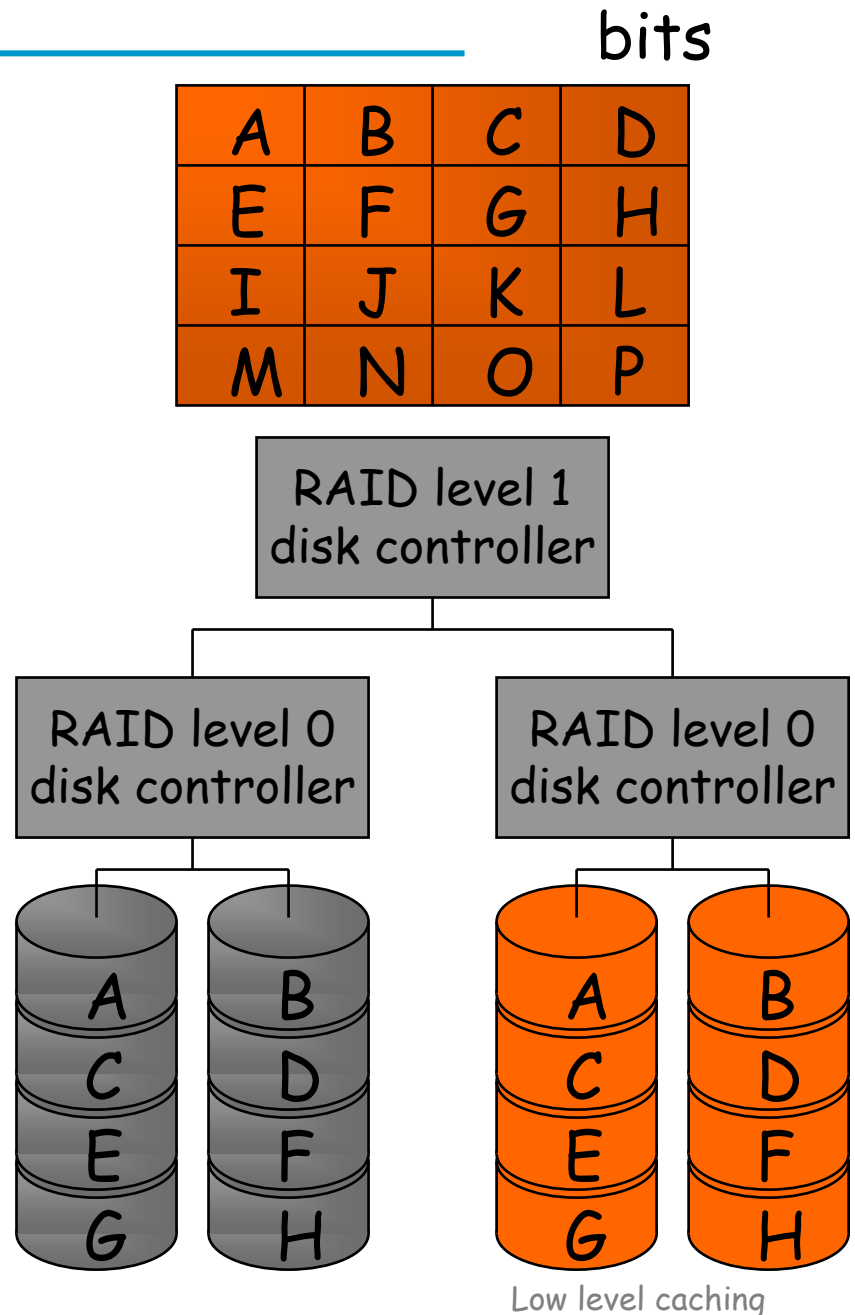 bits
A B C D
E F G H
I J K L
M N O P
RAID level 1
disk controller
RAID level 0
disk controller
RAID level 0
disk controller
A B A B
C D C D
E F E F
G H G H
Low level caching